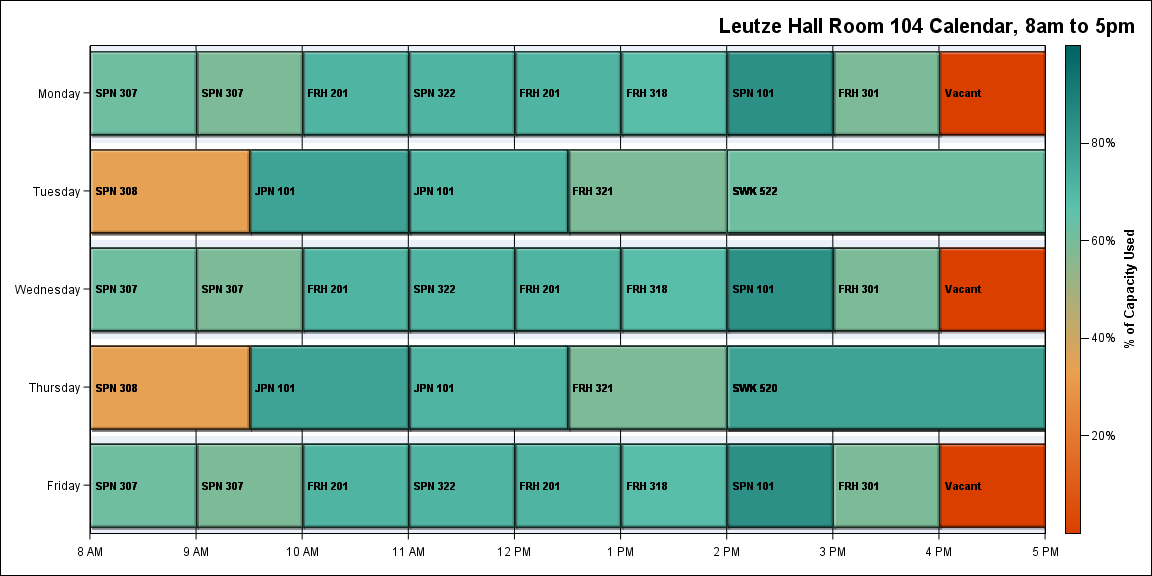 Leutze Hall Room 104 Calendar, 8am to 5pm
Monday
SPN 307
SPN 307
FRH 201
SPN 322
FRH 201
FRH 318
SPN 101
FRH 301
Vacant
Tuesday
SPN 308
JPN 101
JPN 101
FRH 321
SWK 522
Wednesday
SPN 307
SPN 307
FRH 201
SPN 322
FRH 201
FRH 318
SPN 101
FRH 301
Vacant
Thursday
SPN 308
JPN 101
JPN 101
FRH 321
SWK 520
Friday
SPN 307
SPN 307
FRH 201
SPN 322
FRH 201
FRH 318
SPN 101
FRH 301
Vacant
8 AM
9 AM
10 AM
11 AM
12 PM
1 PM
2 PM
3 PM
4 PM
5 PM
80%
60%
40%
20%
% of Capacity Used